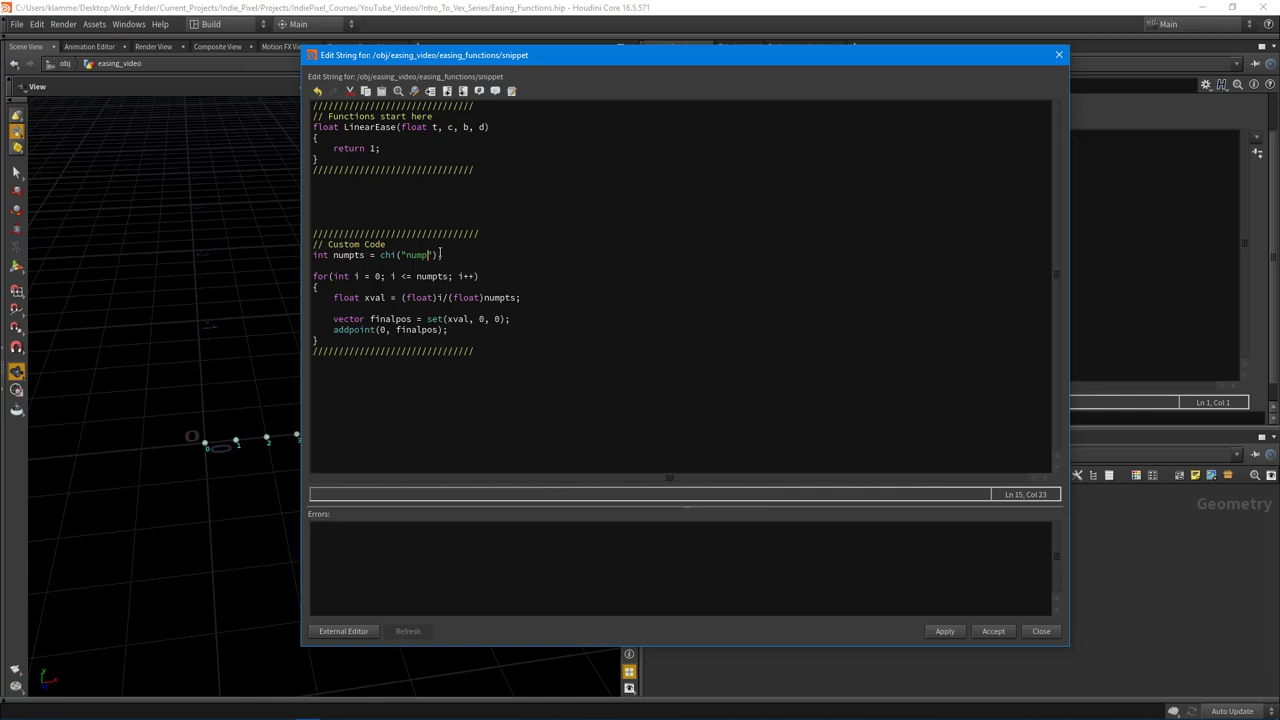 C:/Users/klamme/Desktop/Work_Folder/Current_Projects/Indie_Pixel/Projects/IndiePixel_Courses/YouTube_Videos/Intro_To_Vex_Series/Easing_Functions.hip - Houdini Core 16.5.571
File Edit Render Assets Windows Help Build Main Main
Scene View Animation Editor Render View Composite View Motion FX View
obj easing_video
View
Edit String for: /obj/easing_video/easing_functions/snippet
Edit String for: /obj/easing_video/easing_functions/snippet
///////////////////////////////
// Functions start here
float LinearEase(float t, c, b, d)
{
return 1;
}
///////////////////////////////
////////////////////////////////
// Custom Code
int numpts = chi("nump");
for(int i = 0; i <= numpts; i++)
{
float xval = (float)i/(float)numpts;
vector finalpos = set(xval, 0, 0);
addpoint(0, finalpos);
}
///////////////////////////////
Ln 1, Col 1
0 1 2 3
Ln 15, Col 23
Errors:
Geometry
External Editor Refresh Apply Accept Close
y
x
Auto Update